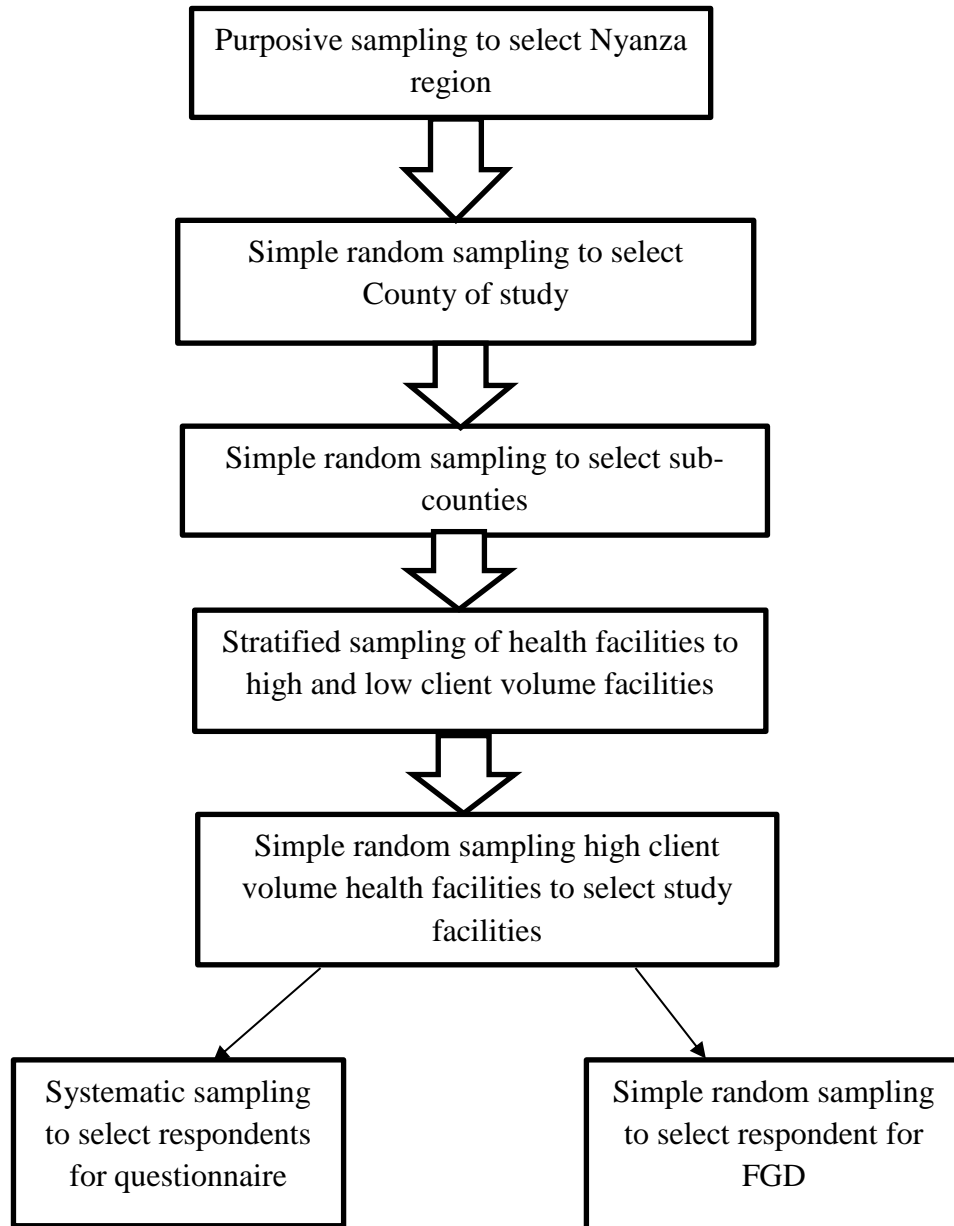 Purposive sampling to select Nyanza
region
Simple random sampling to select
County of study
Simple random sampling to select sub-
counties
Stratified sampling of health facilities to
high and low client volume facilities
Simple random sampling high client
volume health facilities to select study
facilities
Systematic sampling
to select respondents
for questionnaire
Simple random sampling
to select respondent for
FGD